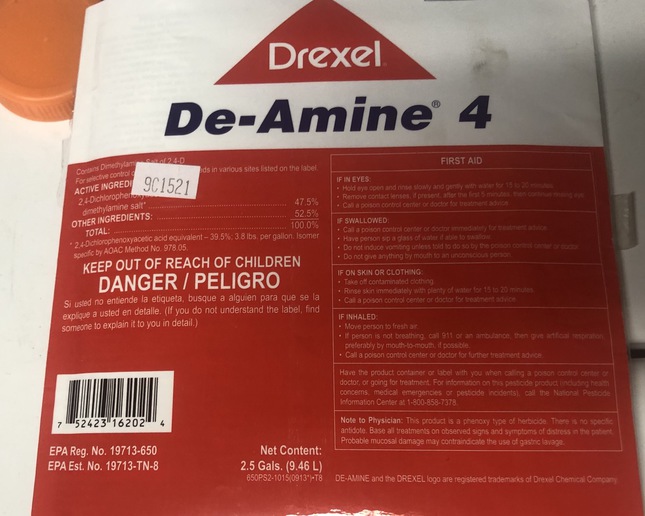 Drexel®
De-Amine® 4
Contains Dimethylamine Salt of 2,4-D
For selective control of ds in various sites listed on the label.
ACTIVE INGREDI
9C1521
2,4-Dichlorophenox
dimethylamine salt* 47.5%
OTHER INGREDIENTS: 52.5%
TOTAL: 100.0%
* 2,4-Dichlorophenoxyacetic acid equivalent – 39.5%; 3.8 lbs. per gallon. Isomer
specific by AOAC Method No. 978.05.
KEEP OUT OF REACH OF CHILDREN
DANGER / PELIGRO
Si usted no entiende la etiqueta, busque a alguien para que se la
explique a usted en detalle. (If you do not understand the label, find
someone to explain it to you in detail.)
7 52423 16202 4
EPA Reg. No. 19713-650
EPA Est. No. 19713-TN-8
Net Content:
2.5 Gals. (9.46 L)
650PS2-1015(0913*)•T8
FIRST AID
IF IN EYES:
• Hold eye open and rinse slowly and gently with water for 15 to 20 minutes.
• Remove contact lenses, if present, after the first 5 minutes, then continue rinsing eye.
• Call a poison control center or doctor for treatment advice.
IF SWALLOWED:
• Call a poison control center or doctor immediately for treatment advice.
• Have person sip a glass of water if able to swallow.
• Do not induce vomiting unless told to do so by the poison control center or doctor.
• Do not give anything by mouth to an unconscious person.
IF ON SKIN OR CLOTHING:
• Take off contaminated clothing.
• Rinse skin immediately with plenty of water for 15 to 20 minutes.
• Call a poison control center or doctor for treatment advice.
IF INHALED:
• Move person to fresh air.
• If person is not breathing, call 911 or an ambulance, then give artificial respiration,
preferably by mouth-to-mouth, if possible.
• Call a poison control center or doctor for further treatment advice.
Have the product container or label with you when calling a poison control center or
doctor, or going for treatment. For information on this pesticide product (including health
concerns, medical emergencies or pesticide incidents), call the National Pesticide
Information Center at 1-800-858-7378.
Note to Physician: This product is a phenoxy type of herbicide. There is no specific
antidote. Base all treatments on observed signs and symptoms of distress in the patient.
Probable mucosal damage may contraindicate the use of gastric lavage.
DE-AMINE and the DREXEL logo are registered trademarks of Drexel Chemical Company.